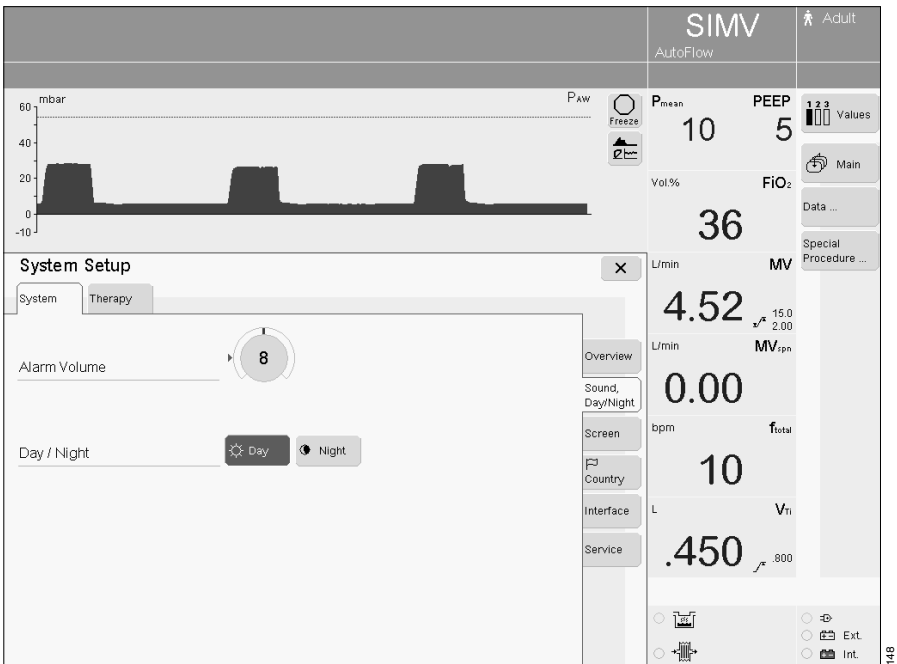 SIMV
AutoFlow
Adult
mbar
PAW
60
40
20
0
-10
Freeze
Pmean PEEP
10 5
Vol.% FiO2
36
L/min MV
4.52 15.0
2.00
L/min MVspn
0.00
bpm ftotal
10
L VTi
.450 .800
1 2 3 Values
Main
Data ...
Special
Procedure ...
System Setup
System Therapy
Alarm Volume 8
Day / Night Day Night
Overview
Sound,
Day/Night
Screen
Country
Interface
Service
Ext.
Int.
148